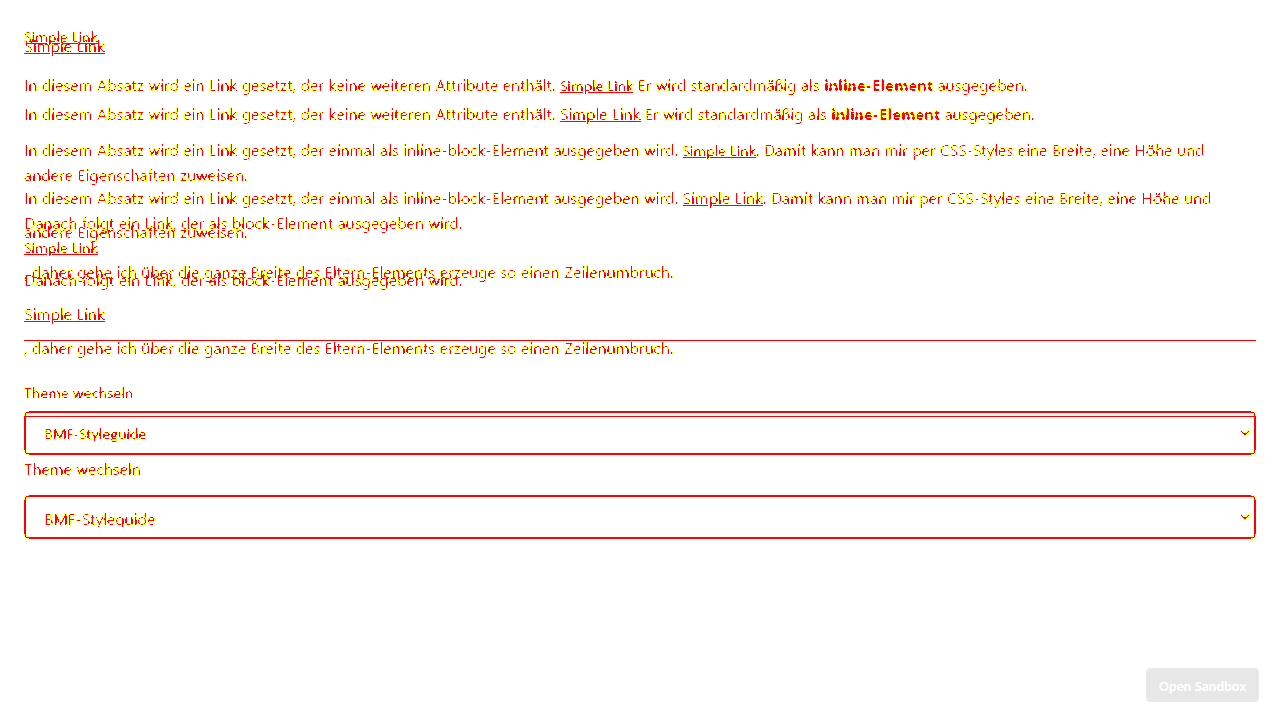 Simple Link
Simple Link
In diesem Absatz wird ein Link gesetzt, der keine weiteren Attribute enthält. Simple Link Er wird standardmäßig als inline-Element ausgegeben.
In diesem Absatz wird ein Link gesetzt, der keine weiteren Attribute enthält. Simple Link Er wird standardmäßig als inline-Element ausgegeben.
In diesem Absatz wird ein Link gesetzt, der einmal als inline-block-Element ausgegeben wird. Simple Link. Damit kann man mir per CSS-Styles eine Breite, eine Höhe und
andere Eigenschaften zuweisen.
In diesem Absatz wird ein Link gesetzt, der einmal als inline-block-Element ausgegeben wird. Simple Link. Damit kann man mir per CSS-Styles eine Breite, eine Höhe und
Danach folgt ein Link, der als block-Element ausgegeben wird.
andere Eigenschaften zuweisen.
Simple Link
, daher gehe ich über die ganze Breite des Eltern-Elements erzeuge so einen Zeilenumbruch.
Danach folgt ein Link, der als block-Element ausgegeben wird.
Simple Link
, daher gehe ich über die ganze Breite des Eltern-Elements erzeuge so einen Zeilenumbruch.
Theme wechseln
BMF-Styleguide
Theme wechseln
BMF-Styleguide
Open Sandbox